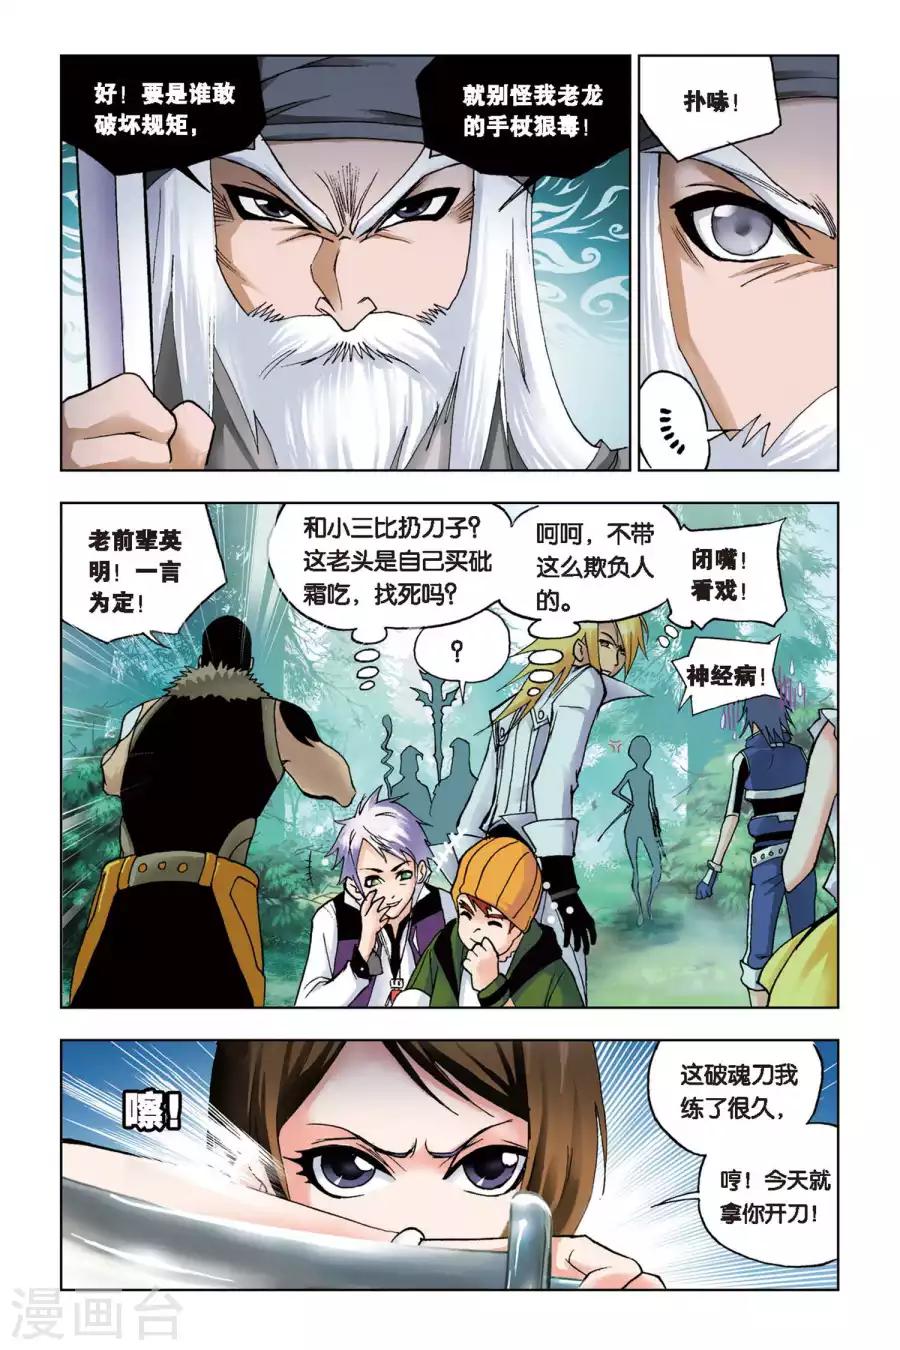 好！要是谁敢
破坏规矩，
就别怪我老龙
的手杖狠毒！
扑哧！
老前辈英
明！一言
为定！
和小三比扔刀子？
这老头是自己买砒
霜吃，找死吗？
？
呵呵，不带
这么欺负人
的。
闭嘴！
看戏！
神经病！
嚓！
这破魂刀我
练了很久，
哼！今天就
拿你开刀！
漫画台